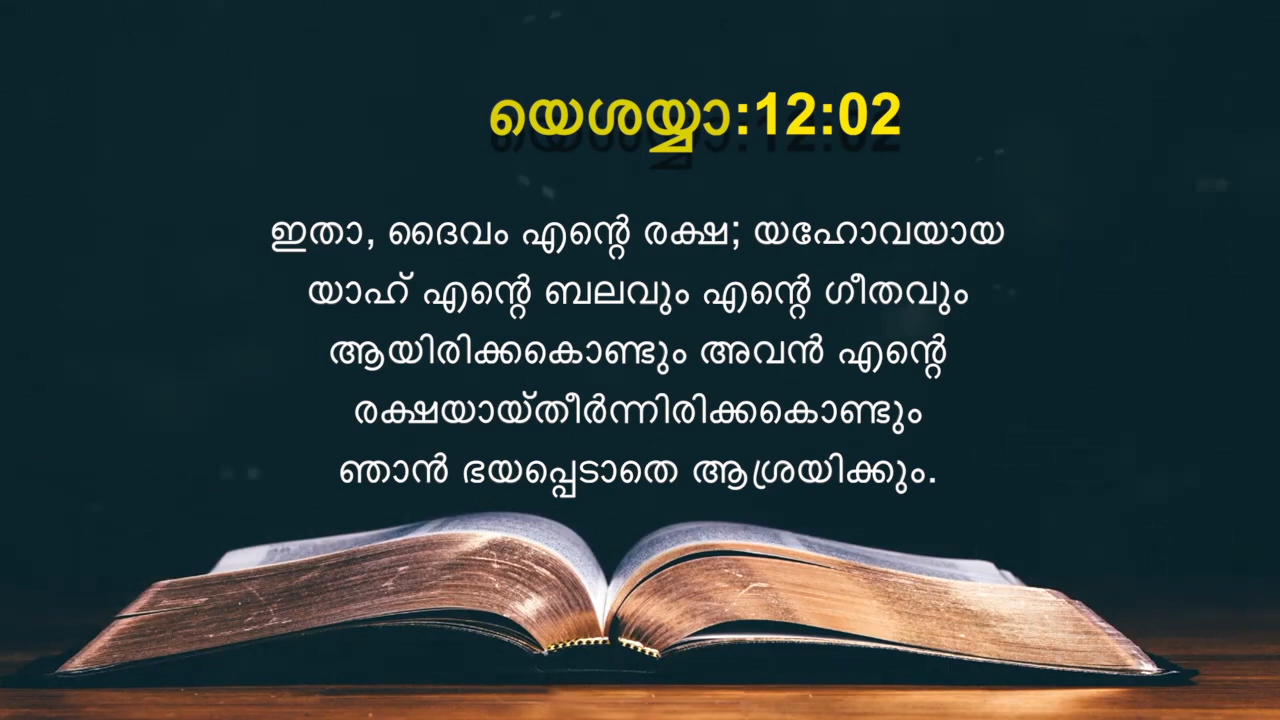 യെശയ്യാ:12:02
ഇതാ, ദൈവം എന്റെ രക്ഷ; യഹോവയായ
യാഹ് എന്റെ ബലവും എന്റെ ഗീതവും
ആയിരിക്കകൊണ്ടും അവൻ എന്റെ
രക്ഷയായ്തീർന്നിരിക്കകൊണ്ടും
ഞാൻ ഭയപ്പെടാതെ ആശ്രയിക്കും.